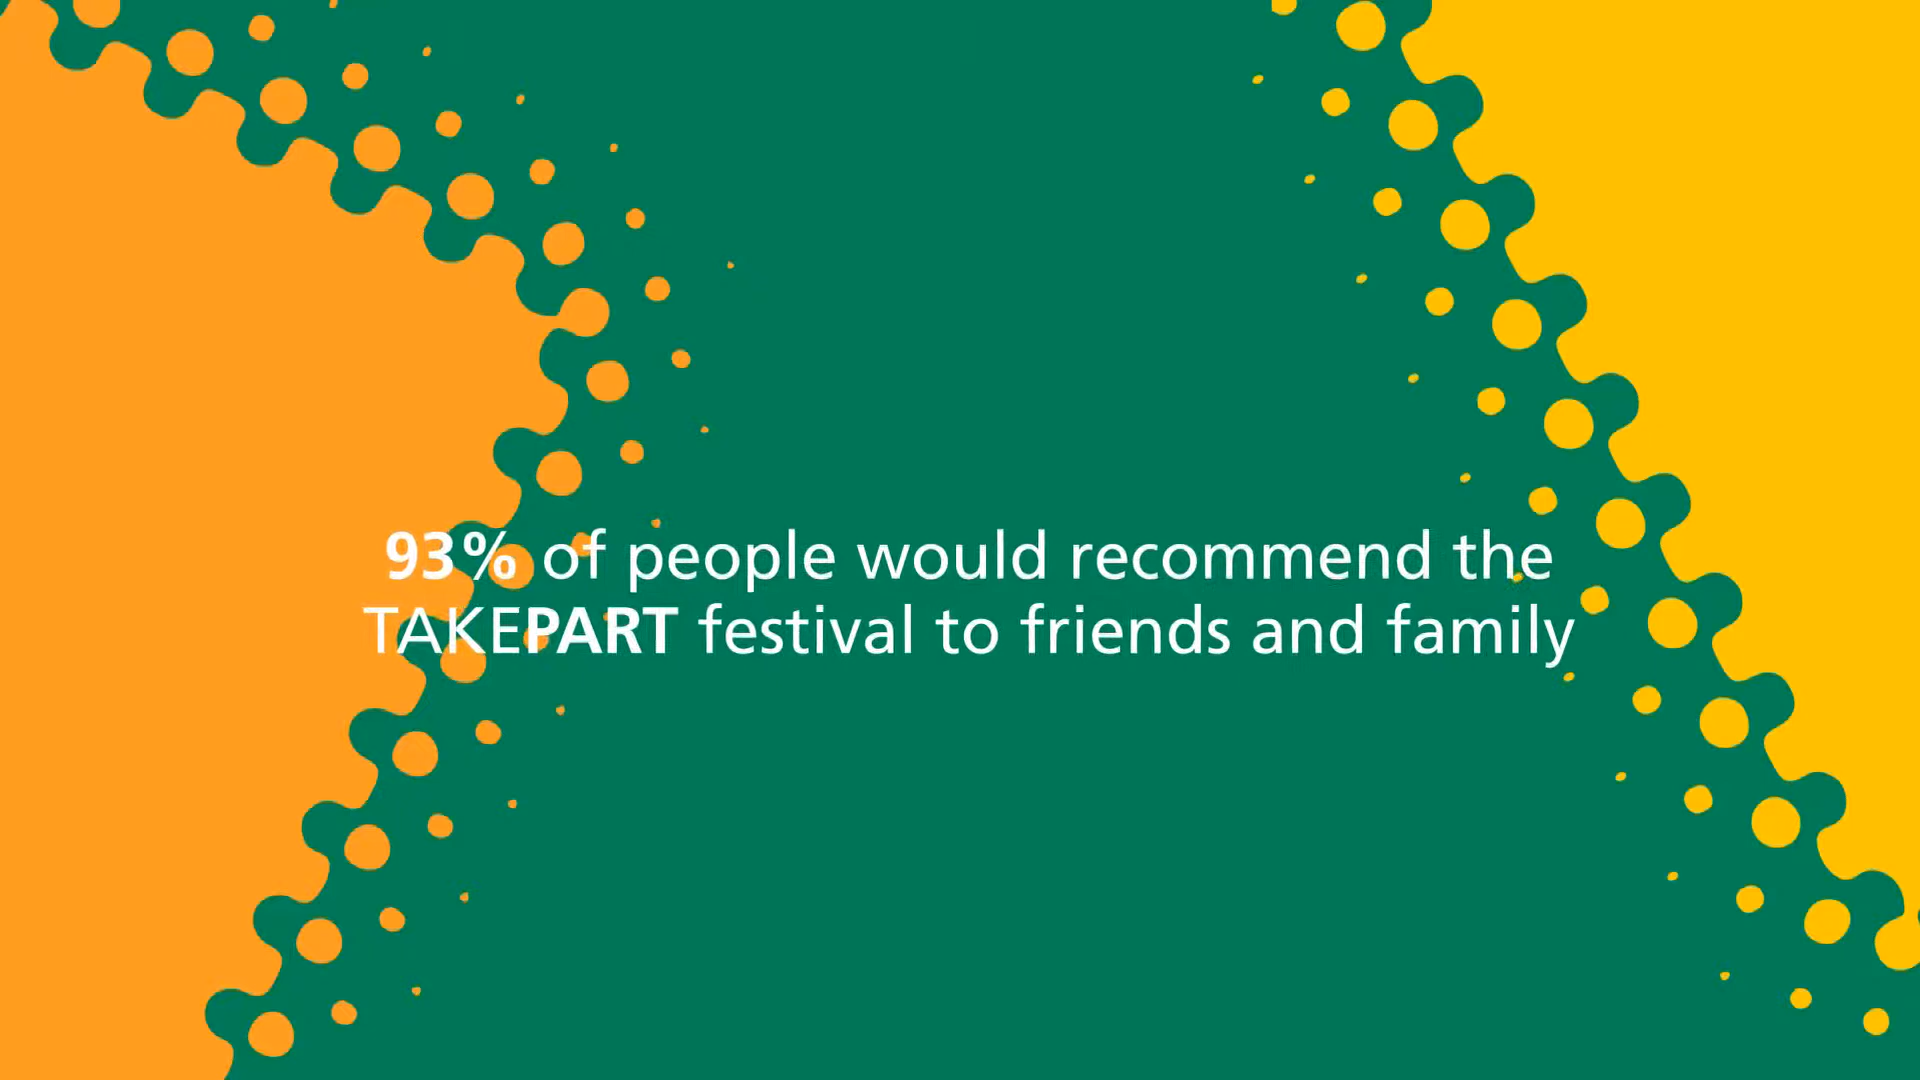 93% of people would recommend the
TAKEPART festival to friends and family